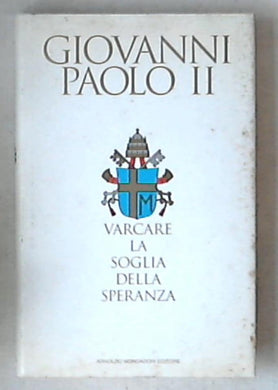 GIOVANNI
PAOLO II
M
VARCARE
LA
SOGLIA
DELLA
SPERANZA
ARNOLDO MONDADORI EDITORE